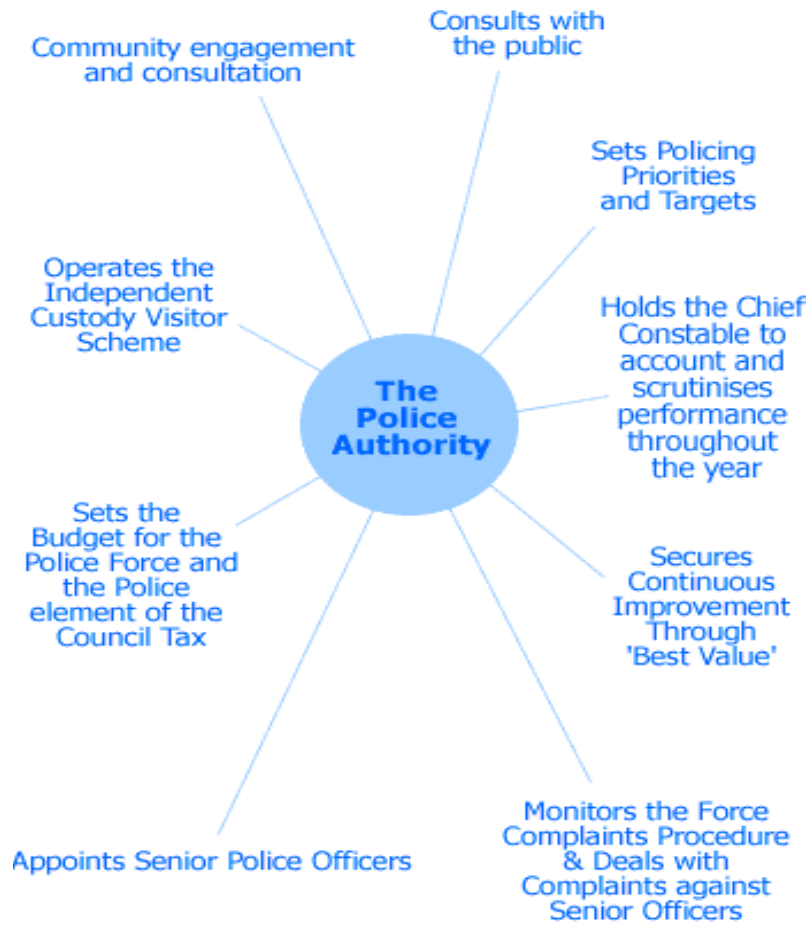 Community engagement
and consultation
Consults with
the public
Sets Policing
Priorities
and Targets
Operates the
Independent
Custody Visitor
Scheme
Holds the Chief
Constable to
account and
scrutinises
performance
throughout
the year
The
Police
Authority
Sets the
Budget for the
Police Force and
the Police
element of the
Council Tax
Secures
Continuous
Improvement
Through
'Best Value'
Appoints Senior Police Officers
Monitors the Force
Complaints Procedure
& Deals with
Complaints against
Senior Officers